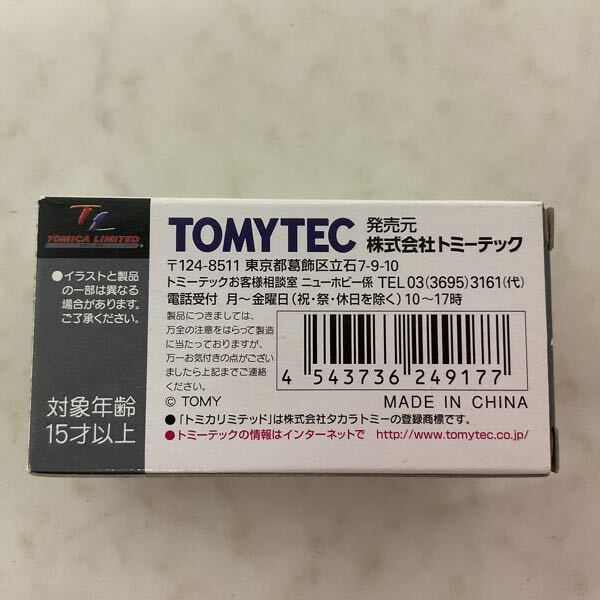 TL
TOMICA LIMITED®
●イラストと製品
の一部は異なる
場合があります。
ご了承ください。
対象年齢
15才以上
TOMYTEC 発売元
株式会社トミーテック
〒124-8511 東京都葛飾区立石7-9-10
トミーテックお客様相談室 ニューホビー係 TEL 03(3695)3161(代)
電話受付 月〜金曜日(祝・祭・休日を除く)10〜17時
製品につきましては、
万全の注意をはらって製造
に当たっておりますが、
万一お気付きの点がござい
ましたら上記までご連絡
ください。
© TOMY
4 543736 249177
MADE IN CHINA
●「トミカリミテッド」は株式会社タカラトミーの登録商標です。
●トミーテックの情報はインターネットで http://www.tomytec.co.jp/